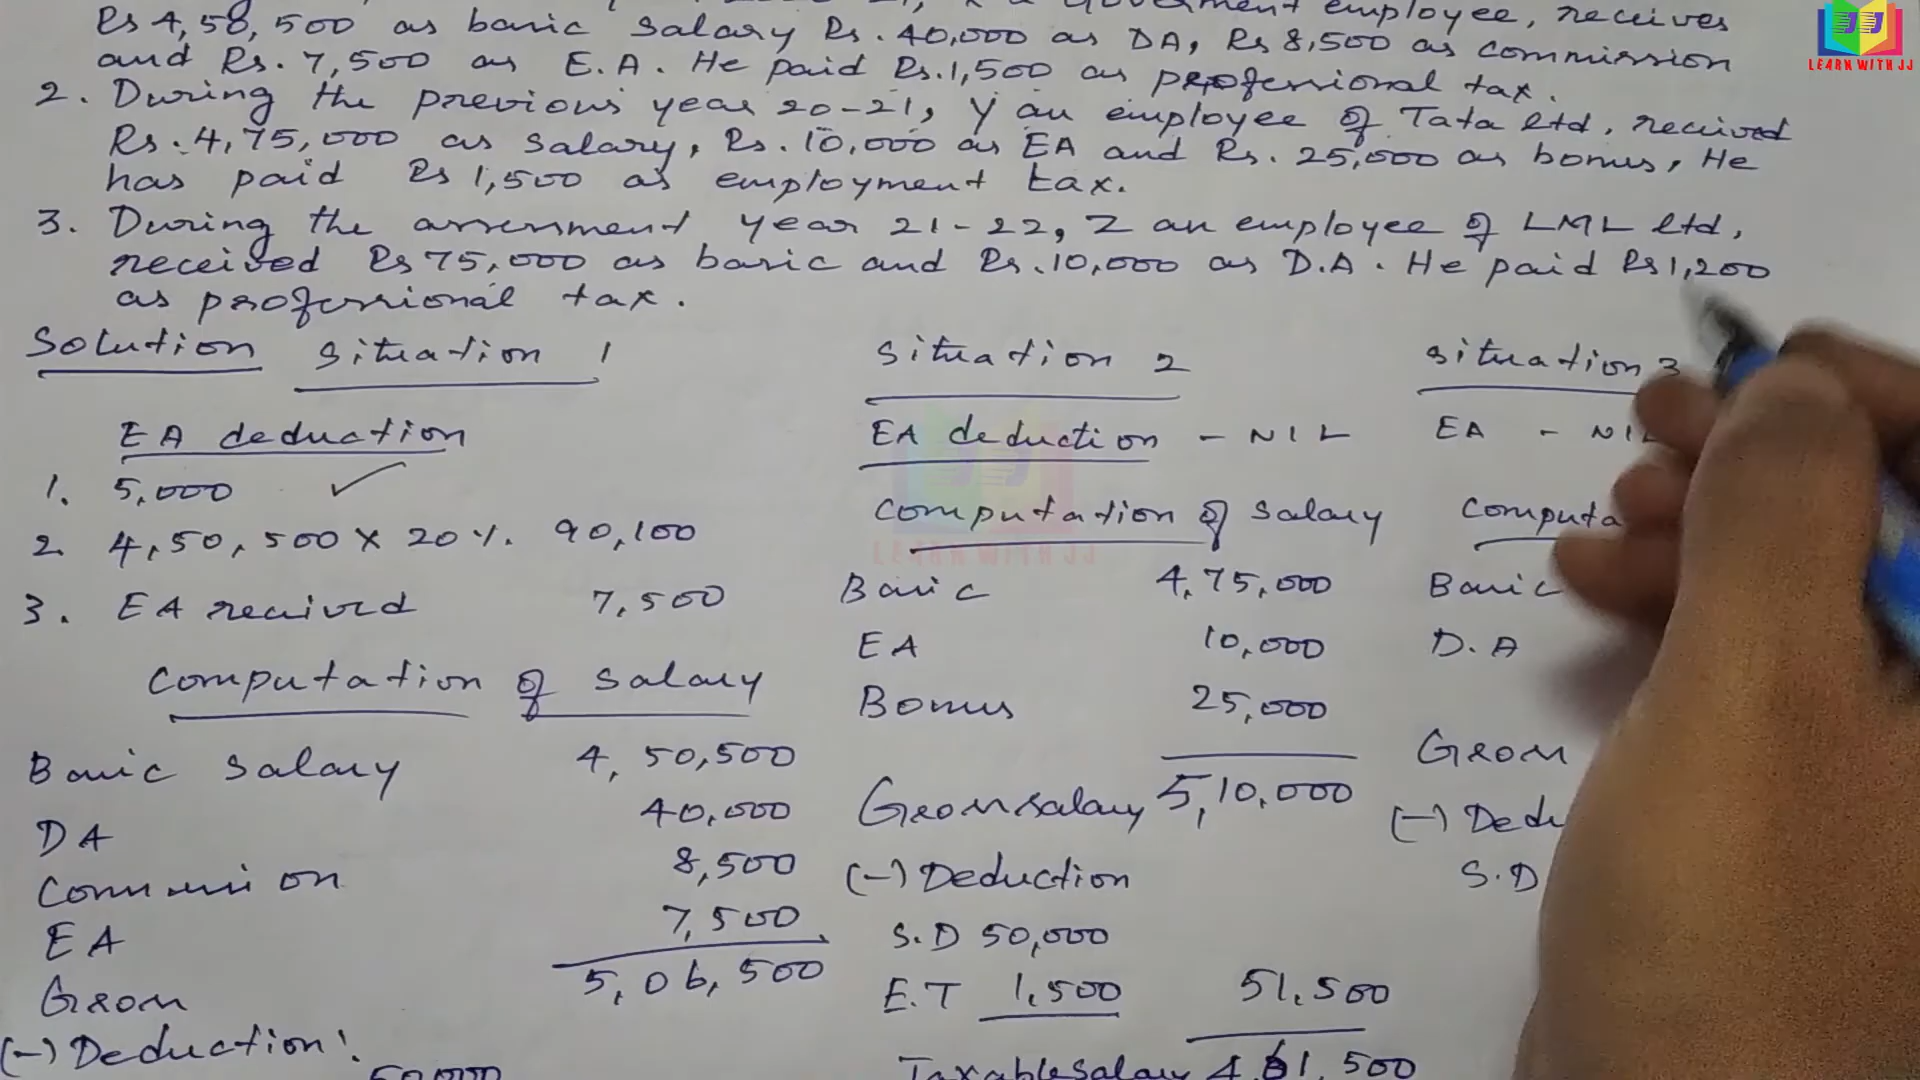 Rs 4,58,500 as basic salary Rs. 40,000 as DA, Rs 8,500 as commission
and Rs. 7,500 as E.A. He paid Rs.1,500 as professional tax.
2. During the previous year 20-21, Y an employee of Tata ltd, received
Rs. 4,75,000 as salary, Rs. 10,000 as EA and Rs. 25,000 as bonus, He
has paid Rs 1,500 as employment tax.
3. During the assessment year 21-22, Z an employee of LML ltd,
received Rs 75,000 as basic and Rs. 10,000 as D.A. He paid Rs 1,200
as professional tax.
Solution Situation 1
EA deduction
1. 5,000 ✓
2. 4,50,500 x 20%. 90,100
3. EA received 7,500
Computation of salary
Basic salary 4,50,500
DA 40,000
Commission 8,500
EA 7,500
Gross 5,06,500
(-) Deduction:
50,000
Situation 2
EA deduction - NIL
Computation of salary
Basic 4,75,000
EA 10,000
Bonus 25,000
Gross salary 5,10,000
(-) Deduction
S.D 50,000
E.T 1,500 51,500
Taxable salary
Situation 3
EA - NIL
Computa
Basic
D.A
Gross
(-) Dedu
S.D
LEARN WITH JJ
LEARN WITH JJ